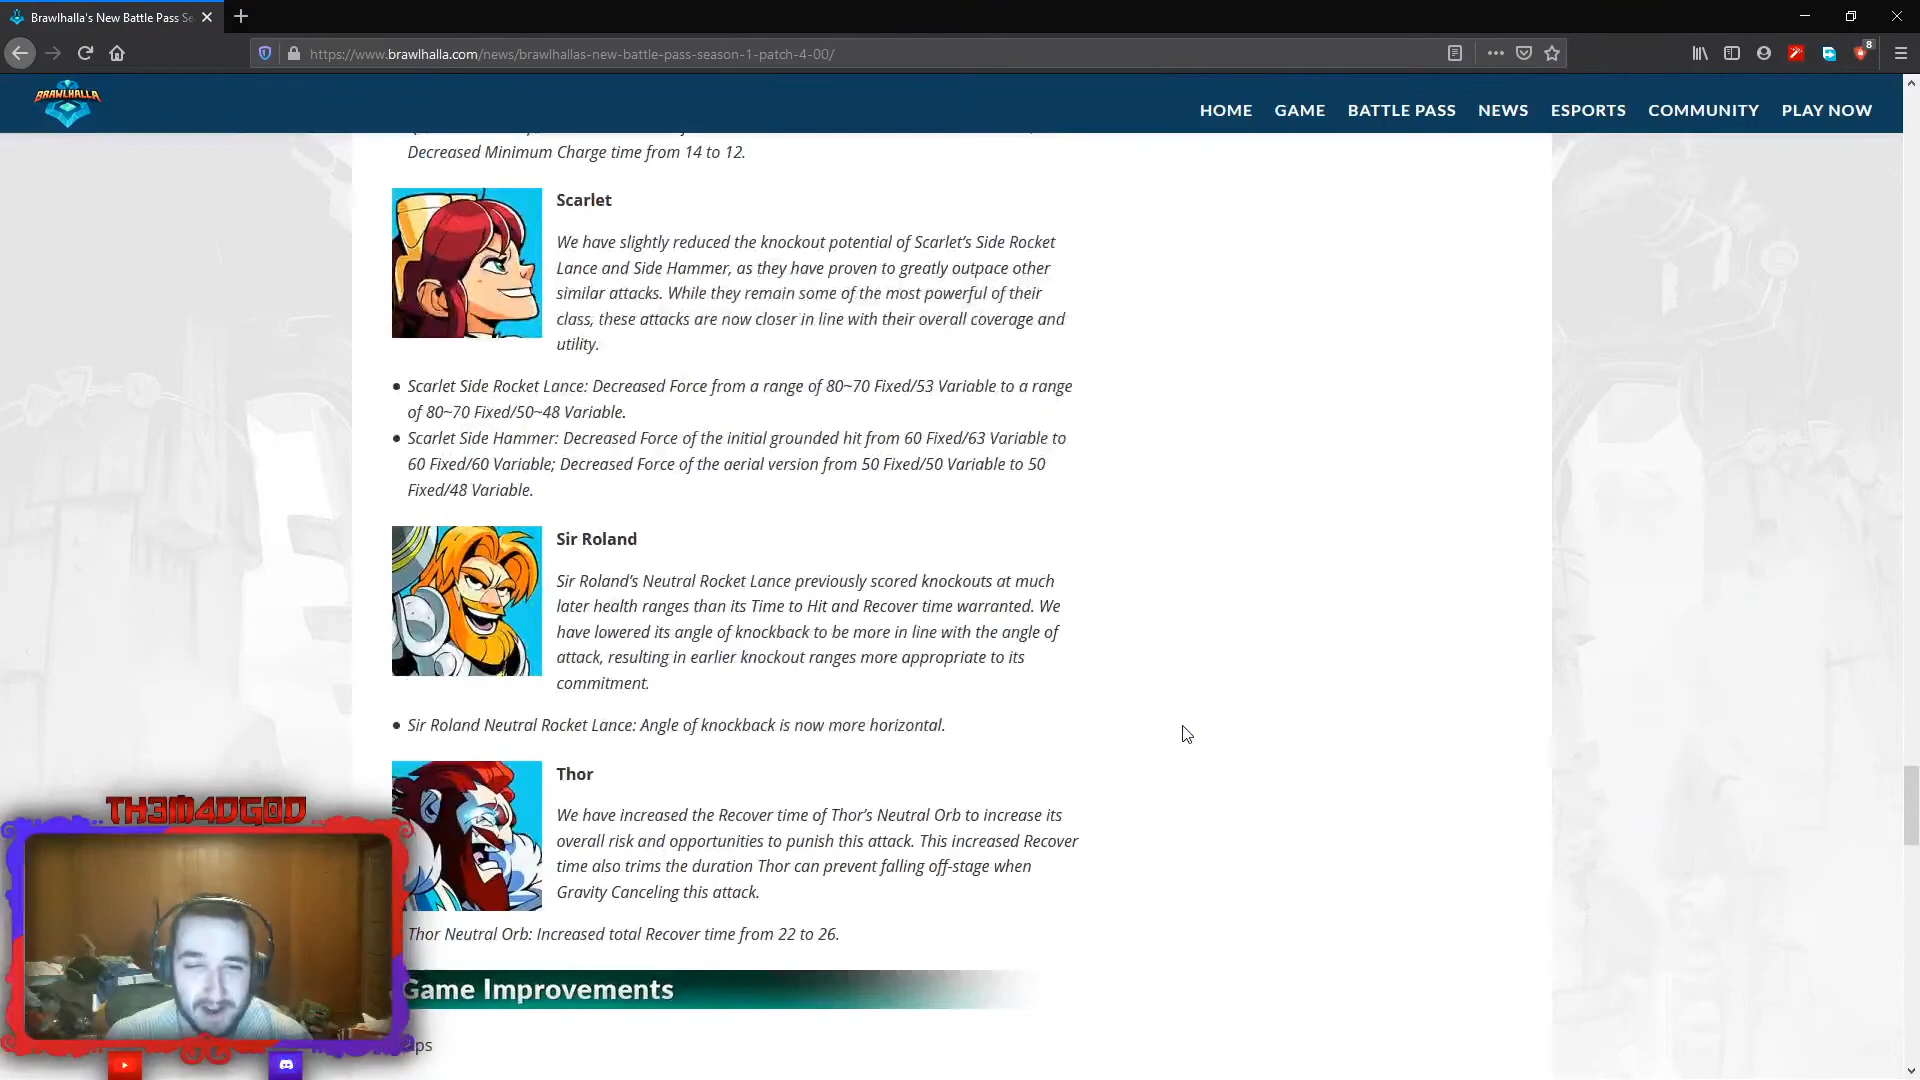 Brawlhalla's New Battle Pass Se
https://www.brawlhalla.com/news/brawlhallas-new-battle-pass-season-1-patch-4-00/
8
BRAWLHALLA
HOME GAME BATTLE PASS NEWS ESPORTS COMMUNITY PLAY NOW
Decreased Minimum Charge time from 14 to 12.
Scarlet
We have slightly reduced the knockout potential of Scarlet's Side Rocket
Lance and Side Hammer, as they have proven to greatly outpace other
similar attacks. While they remain some of the most powerful of their
class, these attacks are now closer in line with their overall coverage and
utility.
• Scarlet Side Rocket Lance: Decreased Force from a range of 80~70 Fixed/53 Variable to a range
of 80~70 Fixed/50~48 Variable.
• Scarlet Side Hammer: Decreased Force of the initial grounded hit from 60 Fixed/63 Variable to
60 Fixed/60 Variable; Decreased Force of the aerial version from 50 Fixed/50 Variable to 50
Fixed/48 Variable.
Sir Roland
Sir Roland's Neutral Rocket Lance previously scored knockouts at much
later health ranges than its Time to Hit and Recover time warranted. We
have lowered its angle of knockback to be more in line with the angle of
attack, resulting in earlier knockout ranges more appropriate to its
commitment.
• Sir Roland Neutral Rocket Lance: Angle of knockback is now more horizontal.
Thor
We have increased the Recover time of Thor's Neutral Orb to increase its
overall risk and opportunities to punish this attack. This increased Recover
time also trims the duration Thor can prevent falling off-stage when
Gravity Canceling this attack.
TH3M4DG0D
Thor Neutral Orb: Increased total Recover time from 22 to 26.
Game Improvements